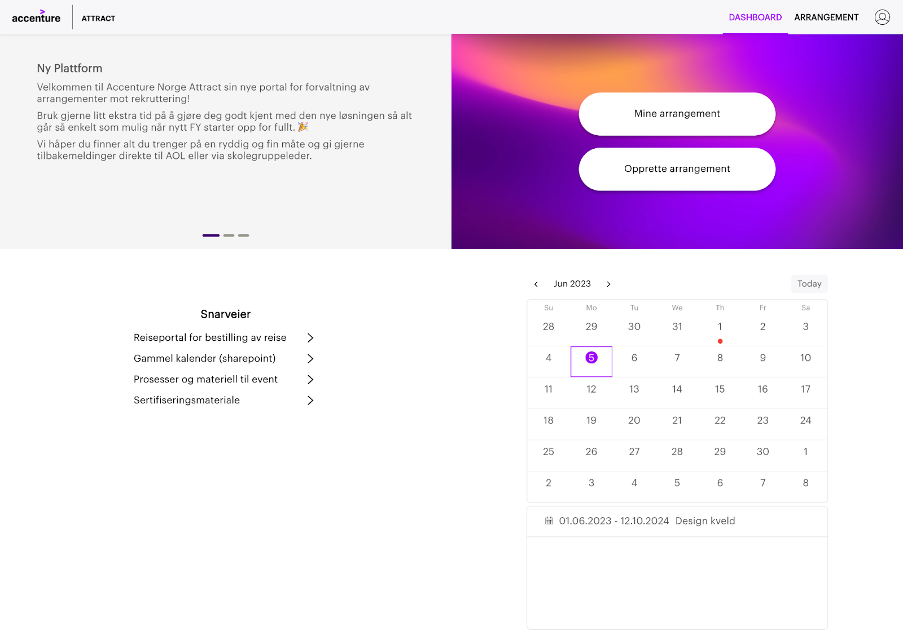 accenture
ATTRACT
DASHBOARD
ARRANGEMENT
Ny Plattform
Velkommen til Accenture Norge Attract sin nye portal for forvaltning av
arrangementer mot rekruttering!
Bruk gjerne litt ekstra tid på å gjøre deg godt kjent med den nye løsningen så alt
går så enkelt som mulig når nytt FY starter opp for fullt. 🎉
Vi håper du finner alt du trenger på en ryddig og fin måte og gi gjerne
tilbakemeldinger direkte til AOL eller via skolegruppeleder.
Mine arrangement
Opprette arrangement
Snarveier
Reiseportal for bestilling av reise
Gammel kalender (sharepoint)
Prosesser og materiell til event
Sertifiseringsmateriale
Jun 2023
Today
Su Mo Tu We Th Fr Sa
28 29 30 31 1 2 3
4 5 6 7 8 9 10
11 12 13 14 15 16 17
18 19 20 21 22 23 24
25 26 27 28 29 30 1
2 3 4 5 6 7 8
01.06.2023 - 12.10.2024 Design kveld